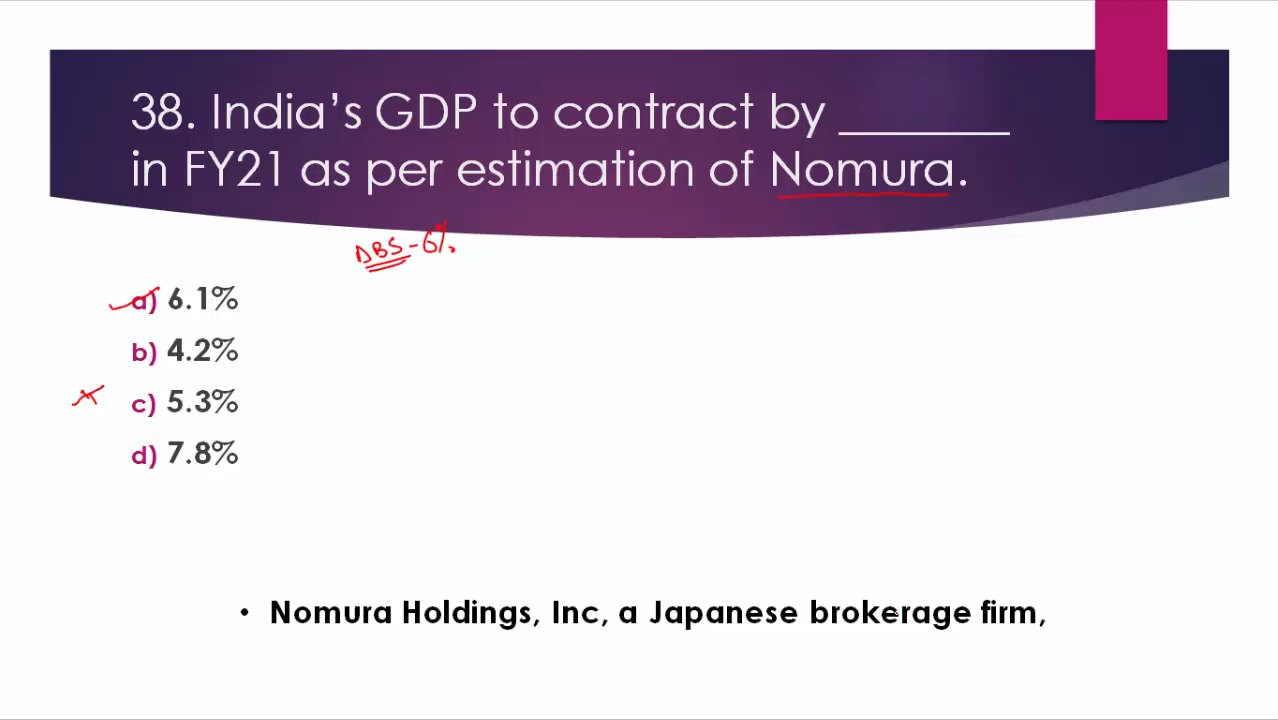 38. India’s GDP to contract by _______
in FY21 as per estimation of Nomura.
DBS - 6%
a) 6.1%
b) 4.2%
c) 5.3%
d) 7.8%
• Nomura Holdings, Inc, a Japanese brokerage firm,